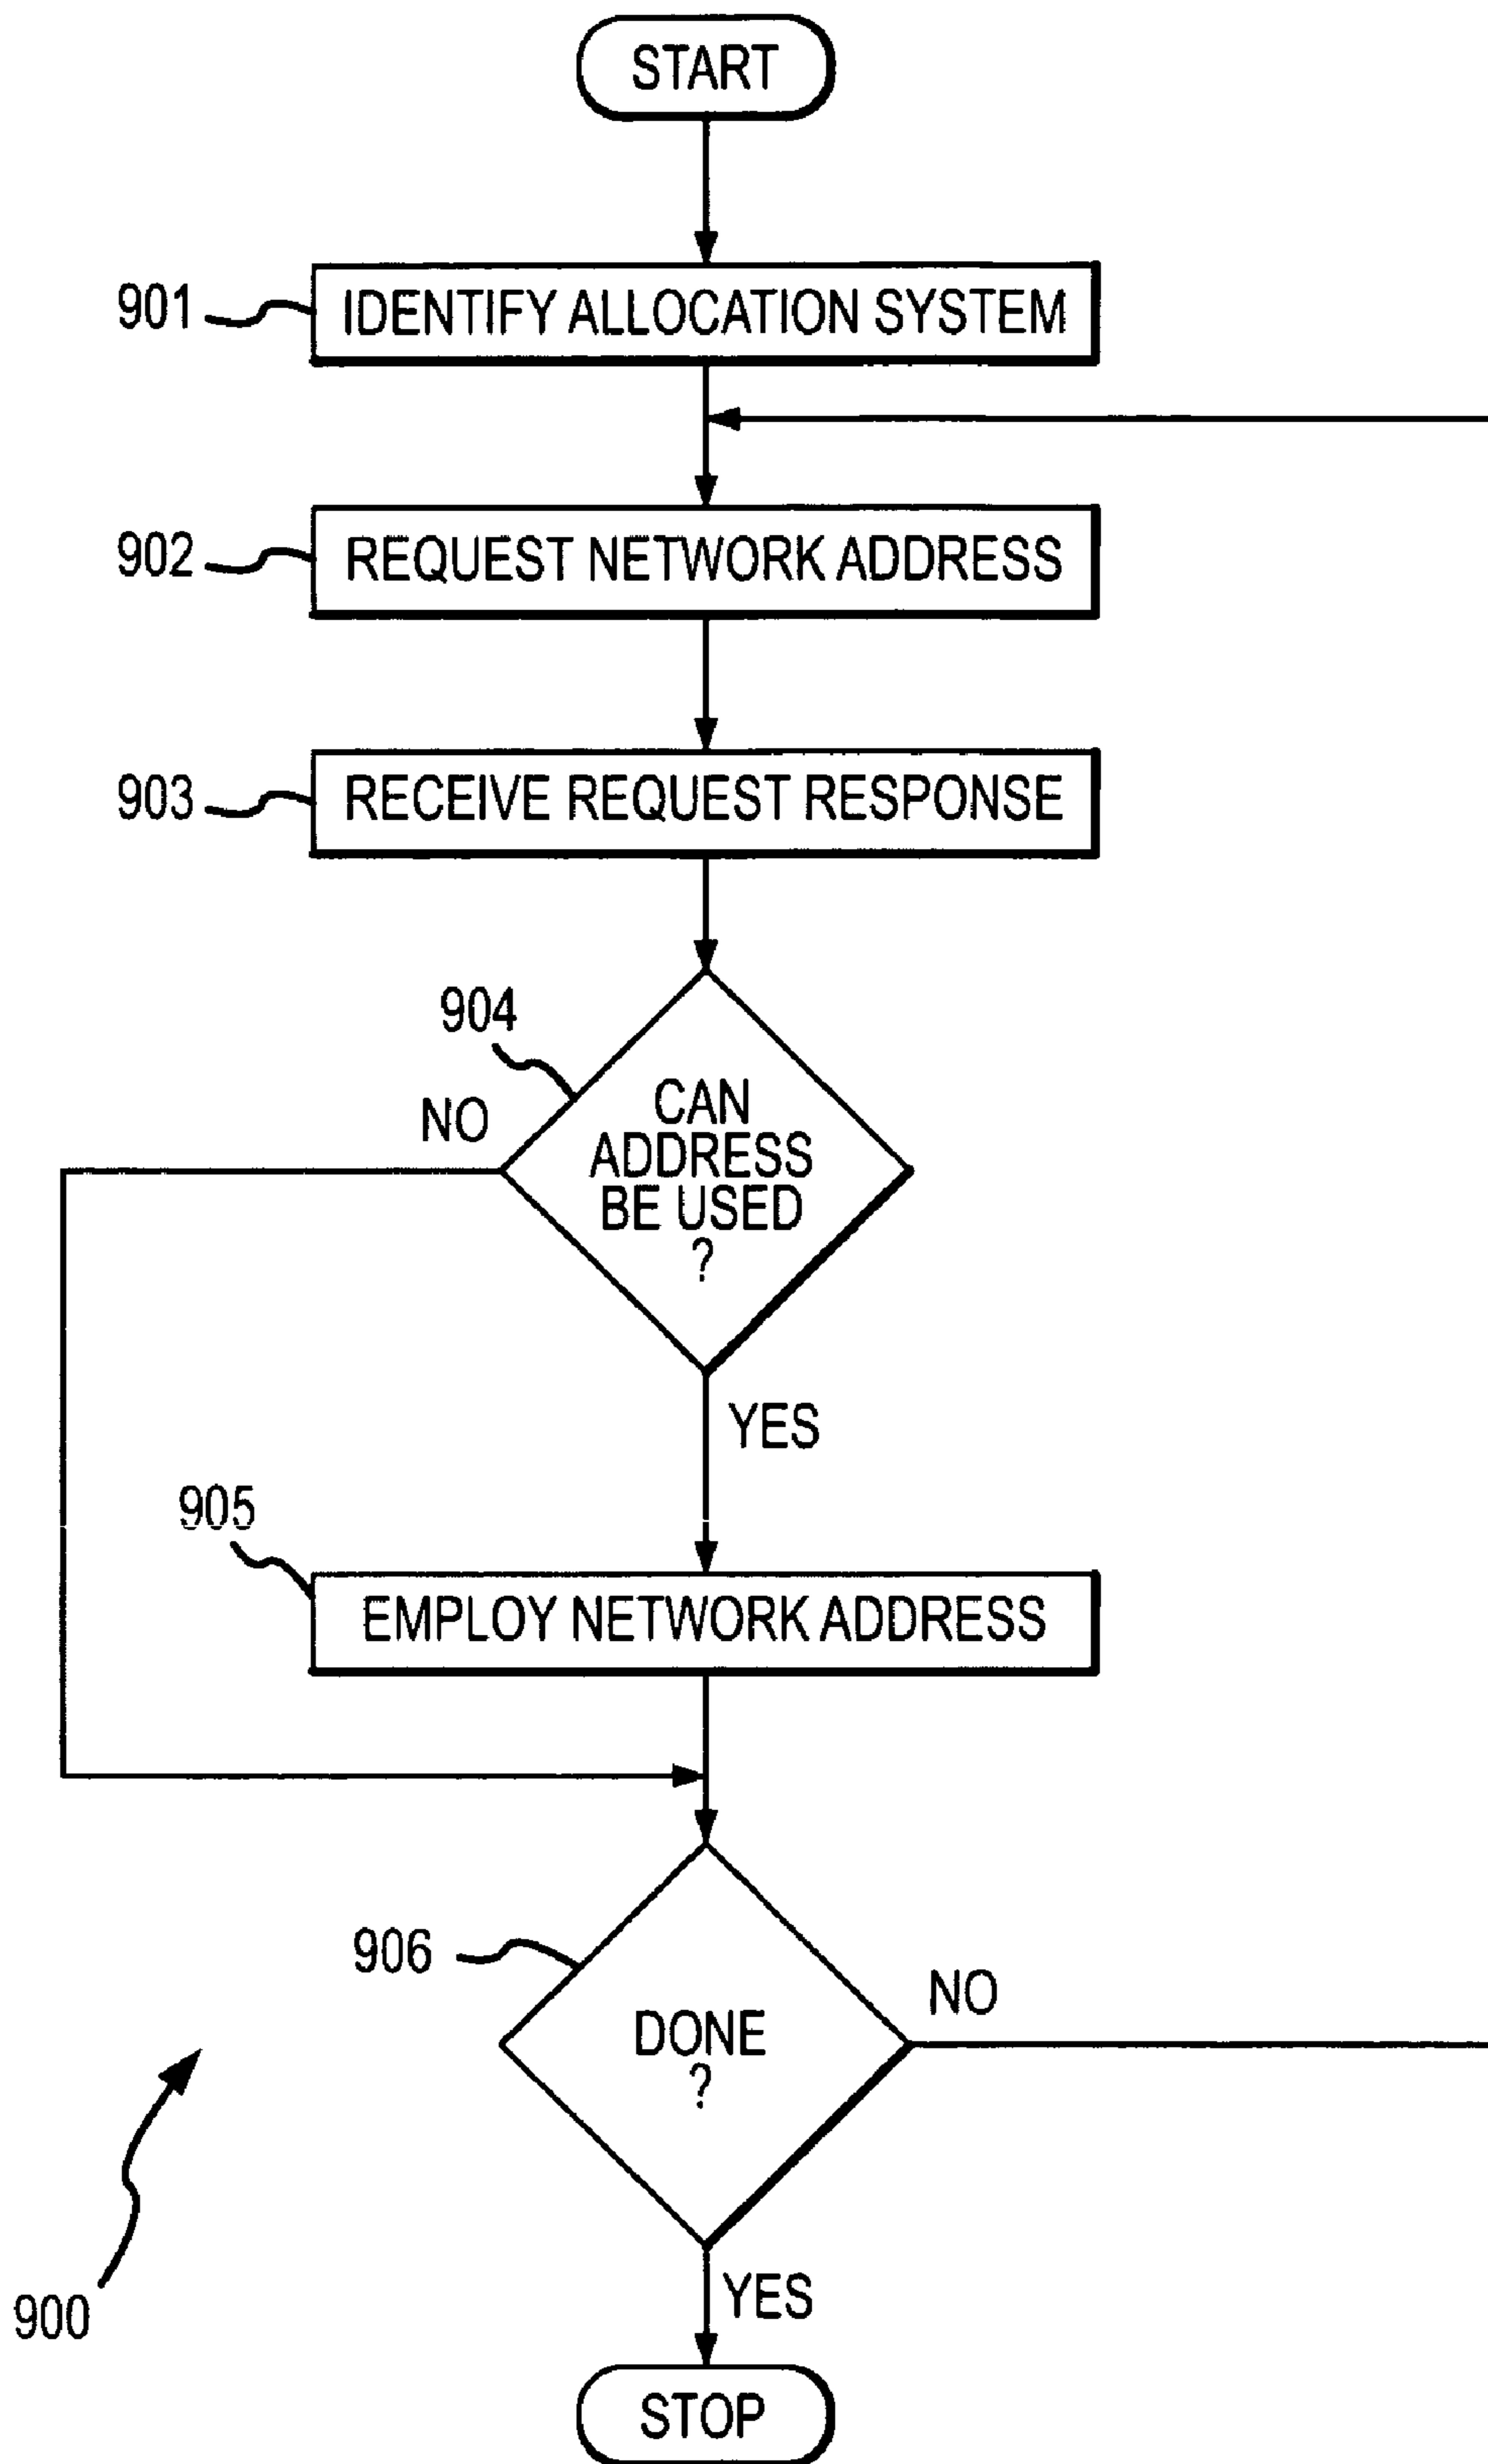 START
901
IDENTIFY ALLOCATION SYSTEM
902
REQUEST NETWORK ADDRESS
903
RECEIVE REQUEST RESPONSE
904
NO
CAN
ADDRESS
BE USED
?
YES
905
EMPLOY NETWORK ADDRESS
906
NO
DONE
?
900
YES
STOP